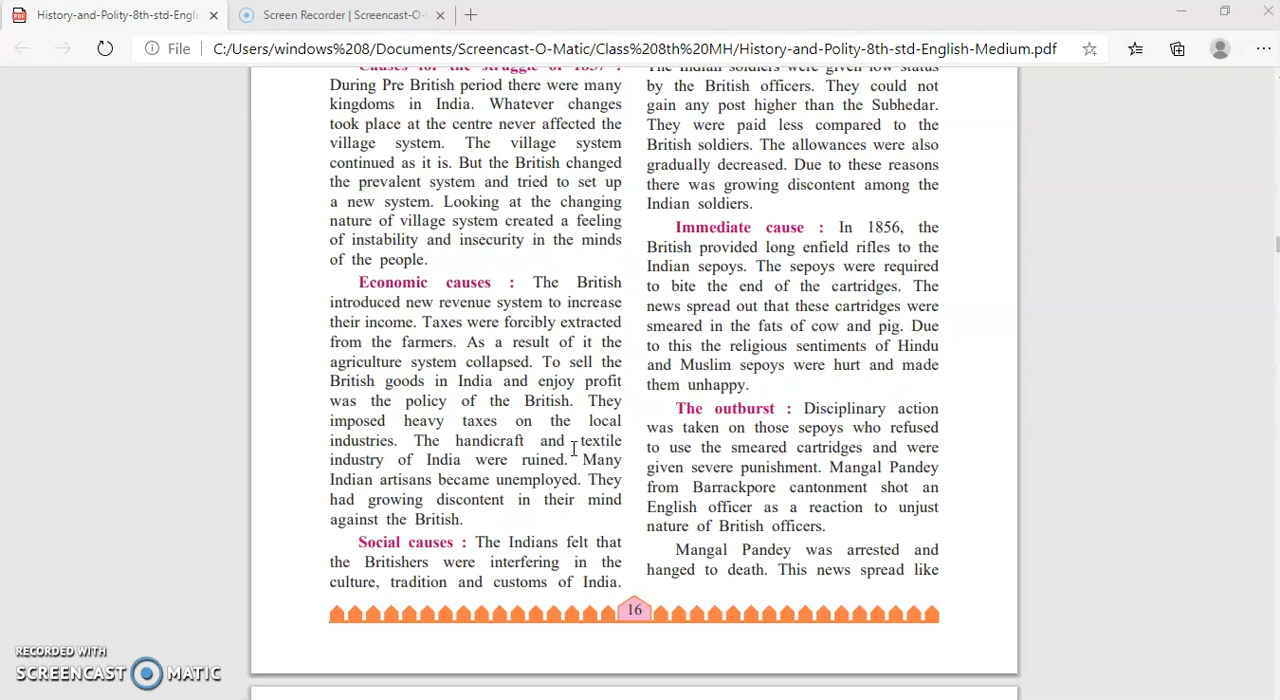 History-and-Polity-8th-std-Engli
Screen Recorder | Screencast-O-
File
C:/Users/windows%208/Documents/Screencast-O-Matic/Class%208th%20MH/History-and-Polity-8th-std-English-Medium.pdf
Causes for the struggle of 1857 :
During Pre British period there were many
kingdoms in India. Whatever changes
took place at the centre never affected the
village system. The village system
continued as it is. But the British changed
the prevalent system and tried to set up
a new system. Looking at the changing
nature of village system created a feeling
of instability and insecurity in the minds
of the people.
Economic causes : The British
introduced new revenue system to increase
their income. Taxes were forcibly extracted
from the farmers. As a result of it the
agriculture system collapsed. To sell the
British goods in India and enjoy profit
was the policy of the British. They
imposed heavy taxes on the local
industries. The handicraft and textile
industry of India were ruined. Many
Indian artisans became unemployed. They
had growing discontent in their mind
against the British.
Social causes : The Indians felt that
the Britishers were interfering in the
culture, tradition and customs of India.
The Indian soldiers were given low status
by the British officers. They could not
gain any post higher than the Subhedar.
They were paid less compared to the
British soldiers. The allowances were also
gradually decreased. Due to these reasons
there was growing discontent among the
Indian soldiers.
Immediate cause : In 1856, the
British provided long enfield rifles to the
Indian sepoys. The sepoys were required
to bite the end of the cartridges. The
news spread out that these cartridges were
smeared in the fats of cow and pig. Due
to this the religious sentiments of Hindu
and Muslim sepoys were hurt and made
them unhappy.
The outburst : Disciplinary action
was taken on those sepoys who refused
to use the smeared cartridges and were
given severe punishment. Mangal Pandey
from Barrackpore cantonment shot an
English officer as a reaction to unjust
nature of British officers.
Mangal Pandey was arrested and
hanged to death. This news spread like
16
RECORDED WITH
SCREENCAST MATIC